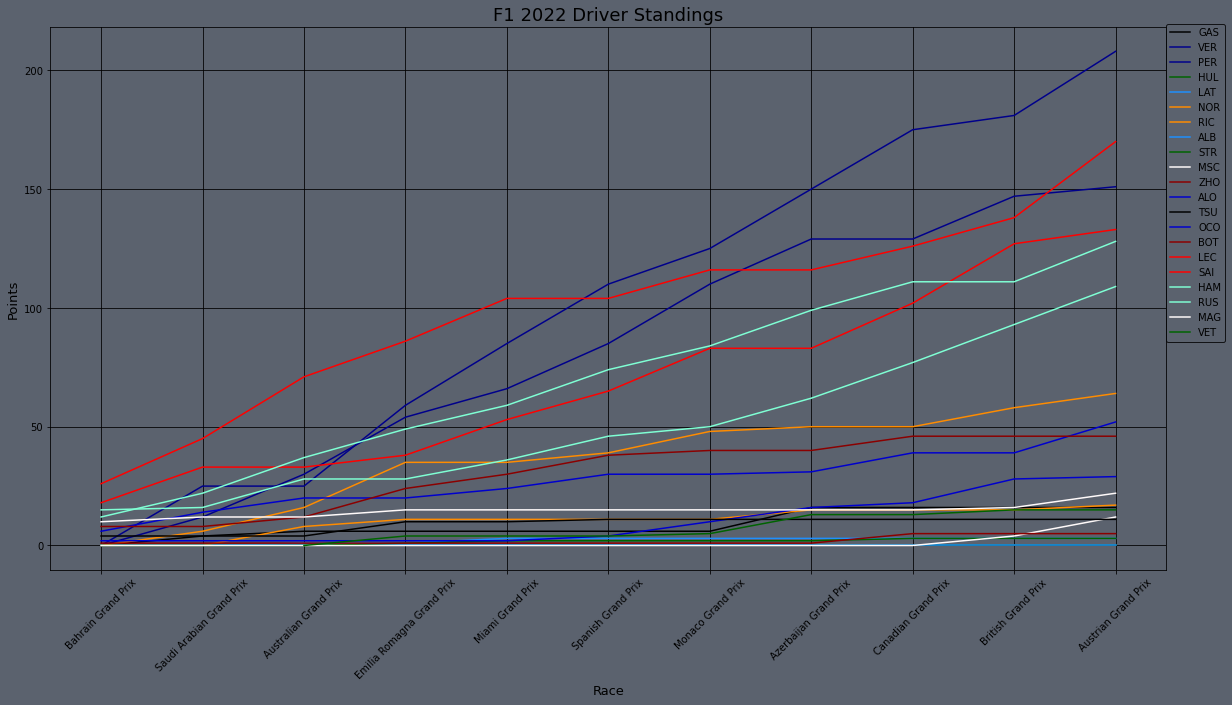 F1 2022 Driver Standings
Points
200
150
100
50
0
Bahrain Grand Prix
Saudi Arabian Grand Prix
Australian Grand Prix
Emilia Romagna Grand Prix
Miami Grand Prix
Spanish Grand Prix
Monaco Grand Prix
Azerbaijan Grand Prix
Canadian Grand Prix
British Grand Prix
Austrian Grand Prix
Race
GAS
VER
PER
HUL
LAT
NOR
RIC
ALB
STR
MSC
ZHO
ALO
TSU
OCO
BOT
LEC
SAI
HAM
RUS
MAG
VET